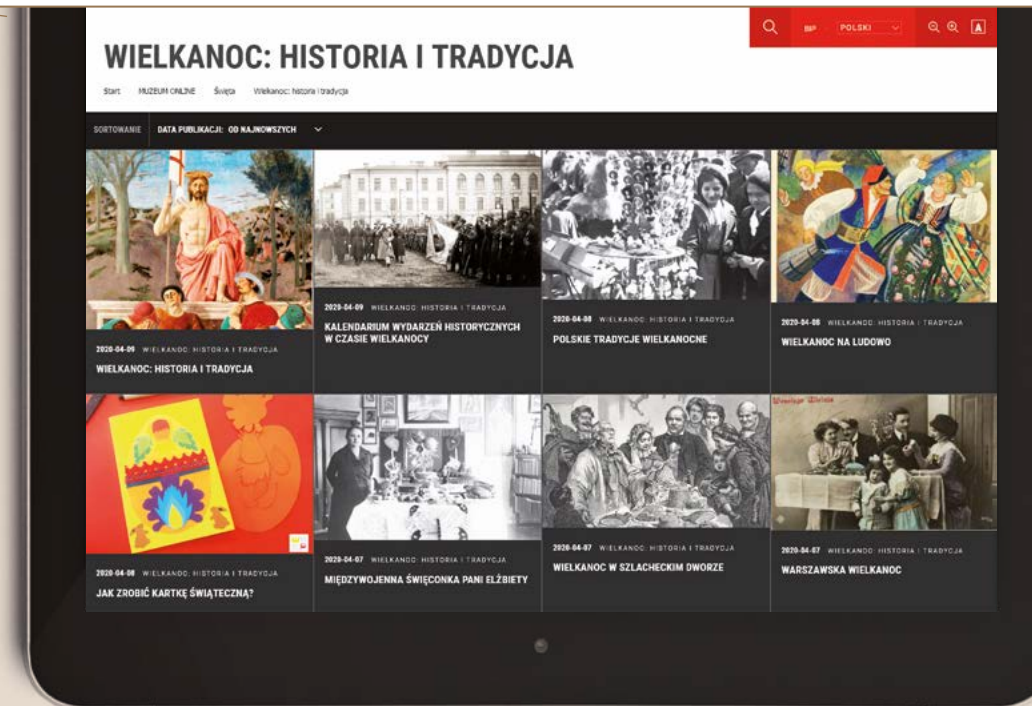 BIP
POLSKI
A
WIELKANOC: HISTORIA I TRADYCJA
Start MUZEUM ONLINE Święta Wielkanoc: historia i tradycja
SORTOWANIE DATA PUBLIKACJI: OD NAJNOWSZYCH
2020-04-09 WIELKANOC: HISTORIA I TRADYCJA
WIELKANOC: HISTORIA I TRADYCJA
2020-04-09 WIELKANOC: HISTORIA I TRADYCJA
KALENDARIUM WYDARZEŃ HISTORYCZNYCH
W CZASIE WIELKANOCY
2020-04-08 WIELKANOC: HISTORIA I TRADYCJA
POLSKIE TRADYCJE WIELKANOCNE
2020-04-08 WIELKANOC: HISTORIA I TRADYCJA
WIELKANOC NA LUDOWO
2020-04-08 WIELKANOC: HISTORIA I TRADYCJA
JAK ZROBIĆ KARTKĘ ŚWIĄTECZNĄ?
2020-04-07 WIELKANOC: HISTORIA I TRADYCJA
MIĘDZYWOJENNA ŚWIĘCONKA PANI ELŻBIETY
2020-04-07 WIELKANOC: HISTORIA I TRADYCJA
WIELKANOC W SZLACHECKIM DWORZE
Wesołego Alleluja
2020-04-07 WIELKANOC: HISTORIA I TRADYCJA
WARSZAWSKA WIELKANOC